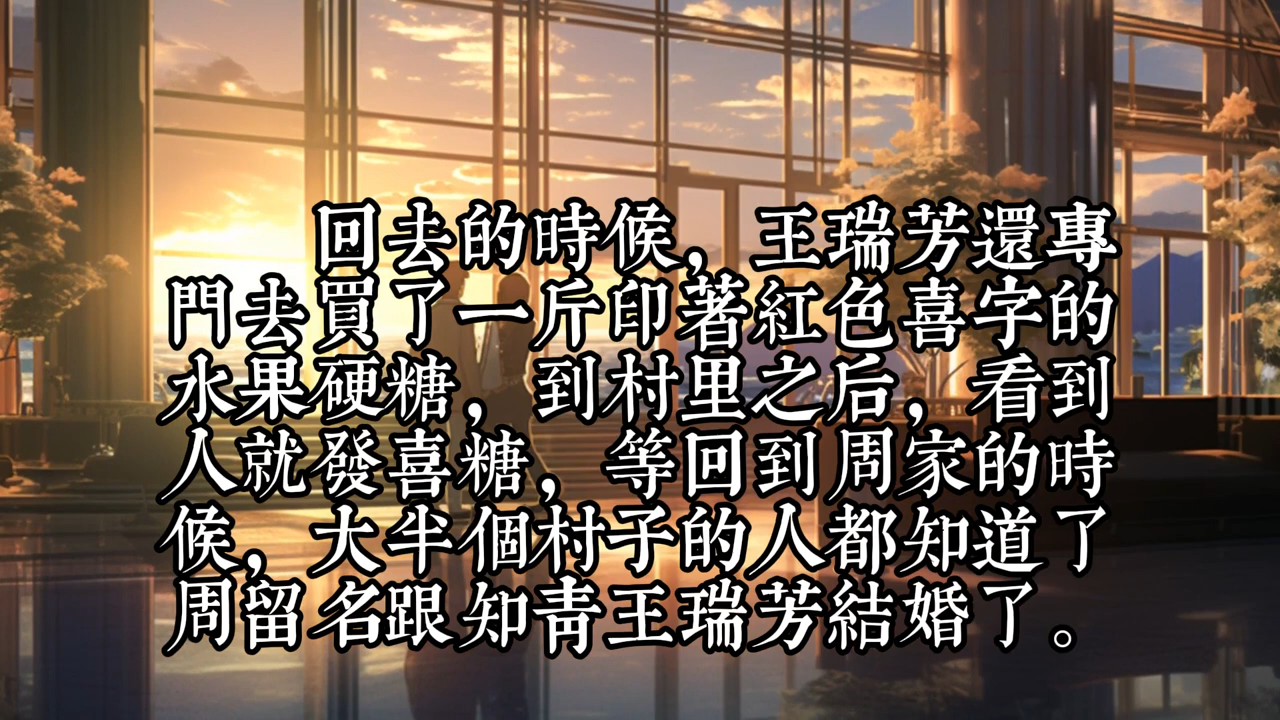 回去的時候，王瑞芳還專
門去買了一斤印著紅色喜字的
水果硬糖，到村里之后，看到
人就發喜糖，等回到周家的時
候，大半個村子的人都知道了
周留名跟知青王瑞芳結婚了。